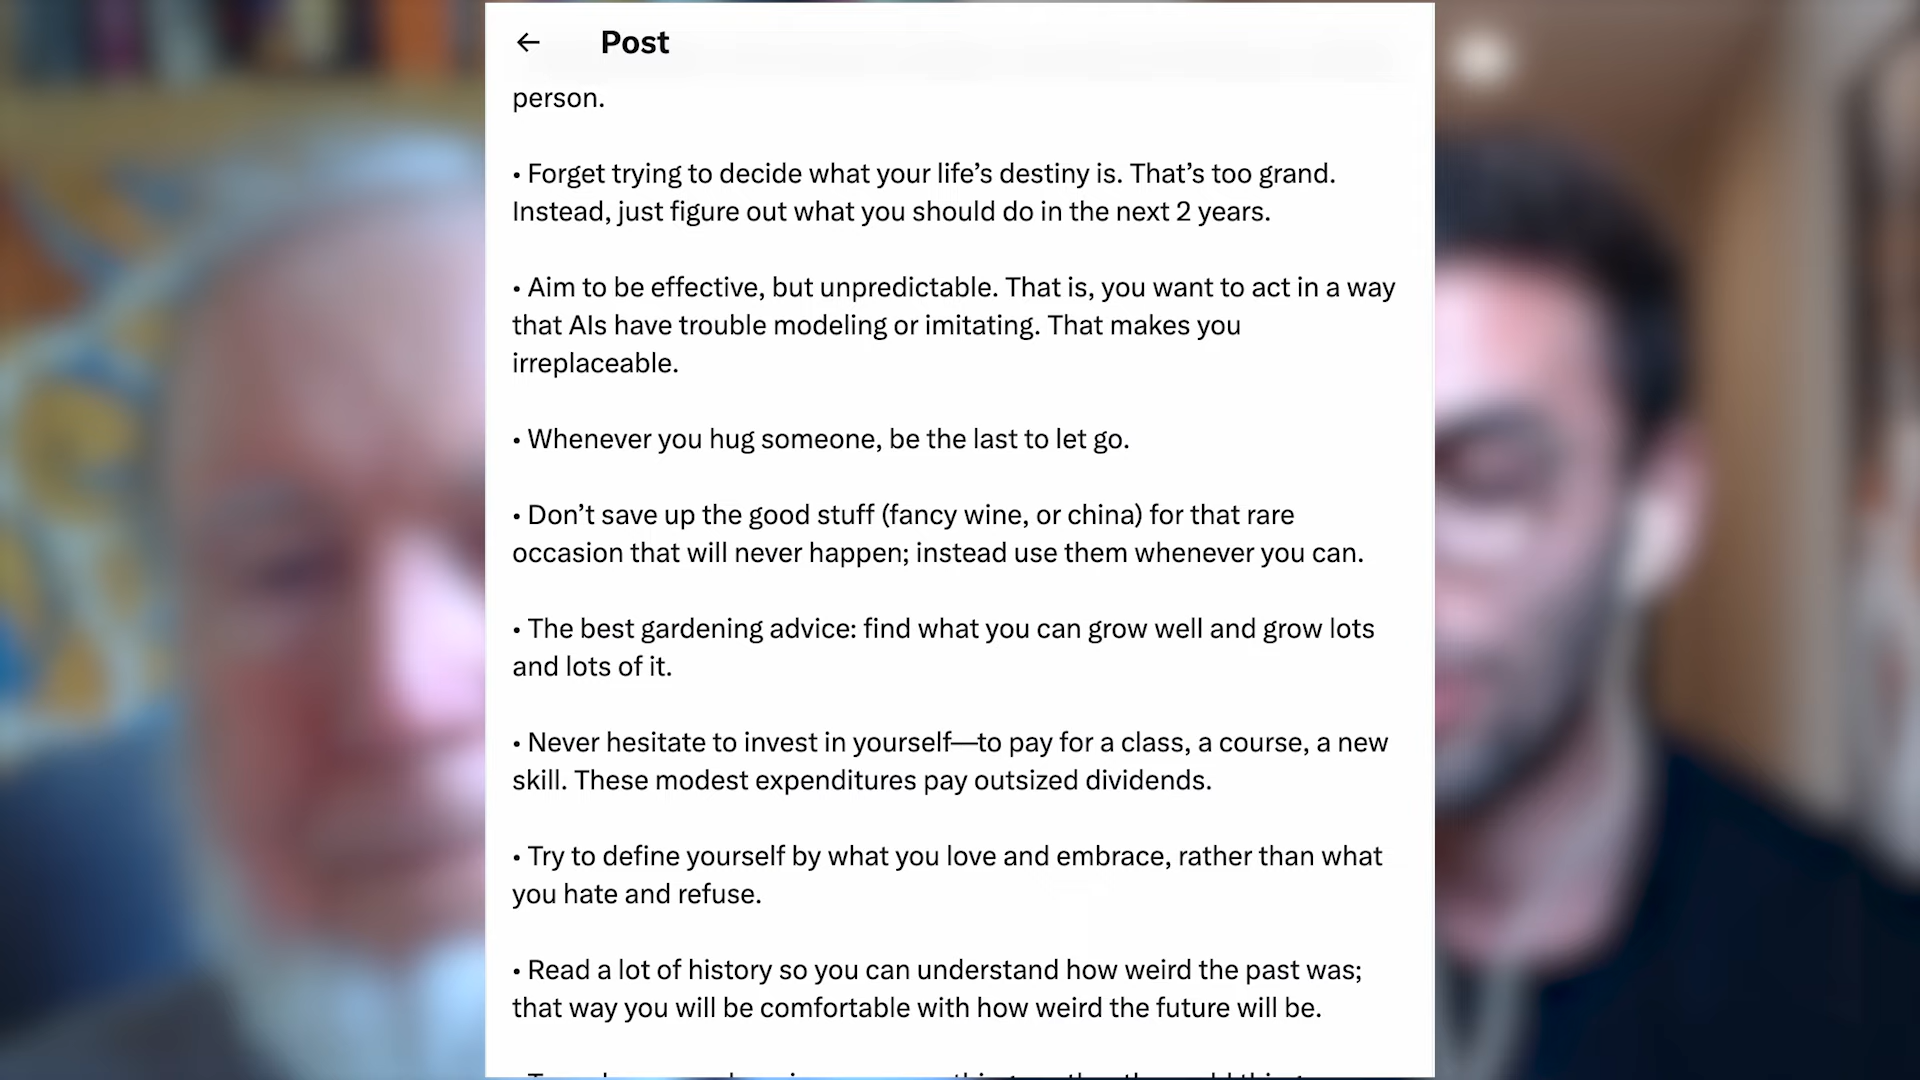 Post
person.
• Forget trying to decide what your life’s destiny is. That’s too grand.
Instead, just figure out what you should do in the next 2 years.
• Aim to be effective, but unpredictable. That is, you want to act in a way
that AIs have trouble modeling or imitating. That makes you
irreplaceable.
• Whenever you hug someone, be the last to let go.
• Don’t save up the good stuff (fancy wine, or china) for that rare
occasion that will never happen; instead use them whenever you can.
• The best gardening advice: find what you can grow well and grow lots
and lots of it.
• Never hesitate to invest in yourself—to pay for a class, a course, a new
skill. These modest expenditures pay outsized dividends.
• Try to define yourself by what you love and embrace, rather than what
you hate and refuse.
• Read a lot of history so you can understand how weird the past was;
that way you will be comfortable with how weird the future will be.